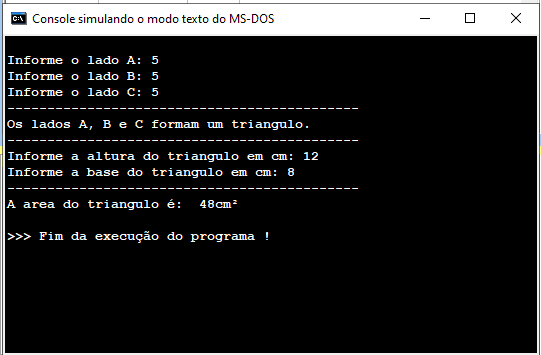 Console simulando o modo texto do MS-DOS
Informe o lado A: 5
Informe o lado B: 5
Informe o lado C: 5
--------------------------------------------
Os lados A, B e C formam um triangulo.
--------------------------------------------
Informe a altura do triangulo em cm: 12
Informe a base do triangulo em cm: 8
--------------------------------------------
A area do triangulo é:  48cm²
>>> Fim da execução do programa !